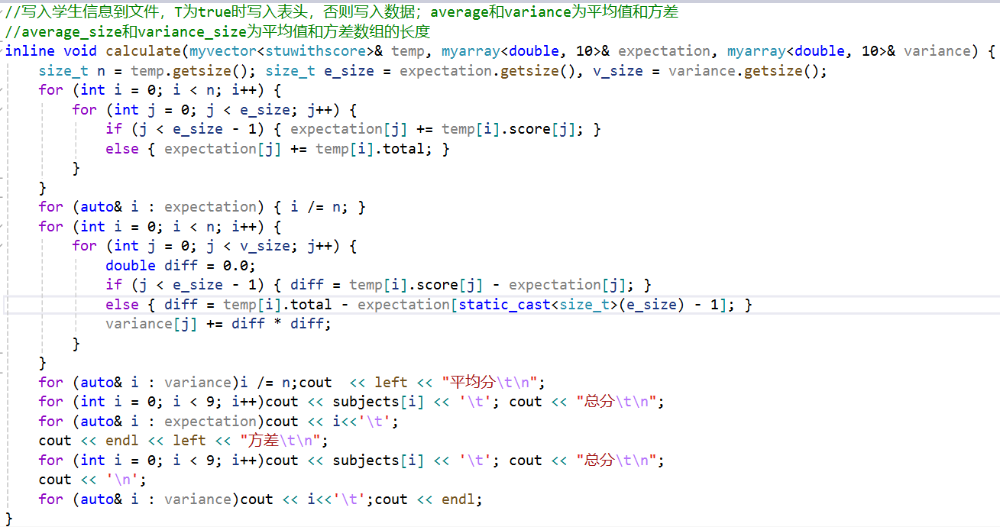 //写入学生信息到文件，T为true时写入表头，否则写入数据；average和variance为平均值和方差
//average_size和variance_size为平均值和方差数组的长度
inline void calculate(myvector<stuwithscore>& temp, myarray<double, 10>& expectation, myarray<double, 10>& variance) {
    size_t n = temp.getsize(); size_t e_size = expectation.getsize(), v_size = variance.getsize();
    for (int i = 0; i < n; i++) {
        for (int j = 0; j < e_size; j++) {
            if (j < e_size - 1) { expectation[j] += temp[i].score[j]; }
            else { expectation[j] += temp[i].total; }
        }
    }
    for (auto& i : expectation) { i /= n; }
    for (int i = 0; i < n; i++) {
        for (int j = 0; j < v_size; j++) {
            double diff = 0.0;
            if (j < e_size - 1) { diff = temp[i].score[j] - expectation[j]; }
            else { diff = temp[i].total - expectation[static_cast<size_t>(e_size) - 1]; }
            variance[j] += diff * diff;
        }
    }
    for (auto& i : variance)i /= n;cout  << left << "平均分\t\n";
    for (int i = 0; i < 9; i++)cout << subjects[i] << '\t'; cout << "总分\t\n";
    for (auto& i : expectation)cout << i<<'\t';
    cout << endl << left << "方差\t\n";
    for (int i = 0; i < 9; i++)cout << subjects[i] << '\t'; cout << "总分\t\n";
    cout << '\n';
    for (auto& i : variance)cout << i<<'\t';cout << endl;
}